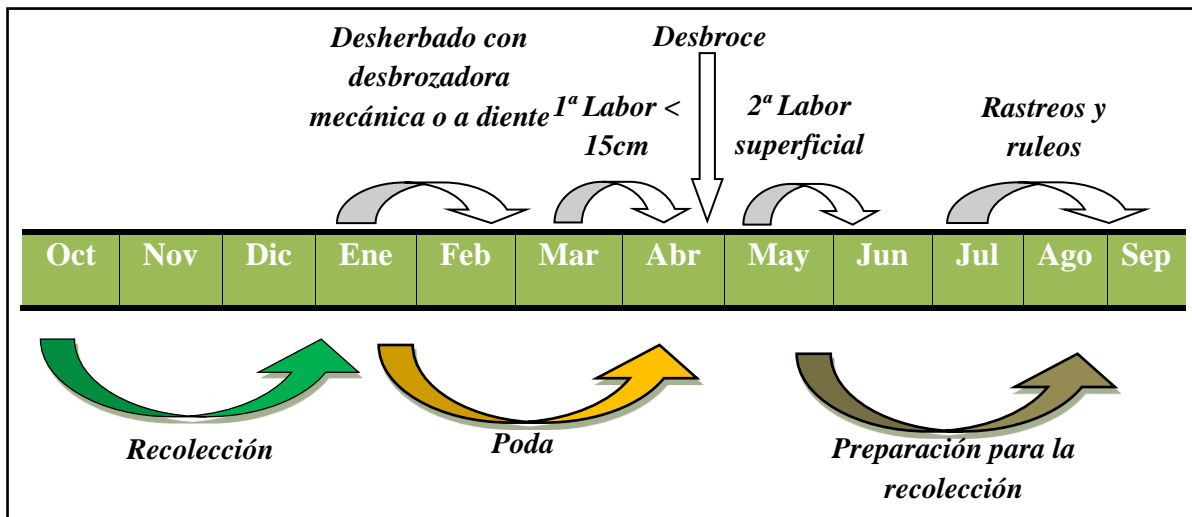 Desherbado con
desbrozadora
mecánica o a diente
Desbroce
1ª Labor <
15cm
2ª Labor
superficial
Rastreos y
ruleos
Oct Nov Dic Ene Feb Mar Abr May Jun Jul Ago Sep
Recolección
Poda
Preparación para la
recolección